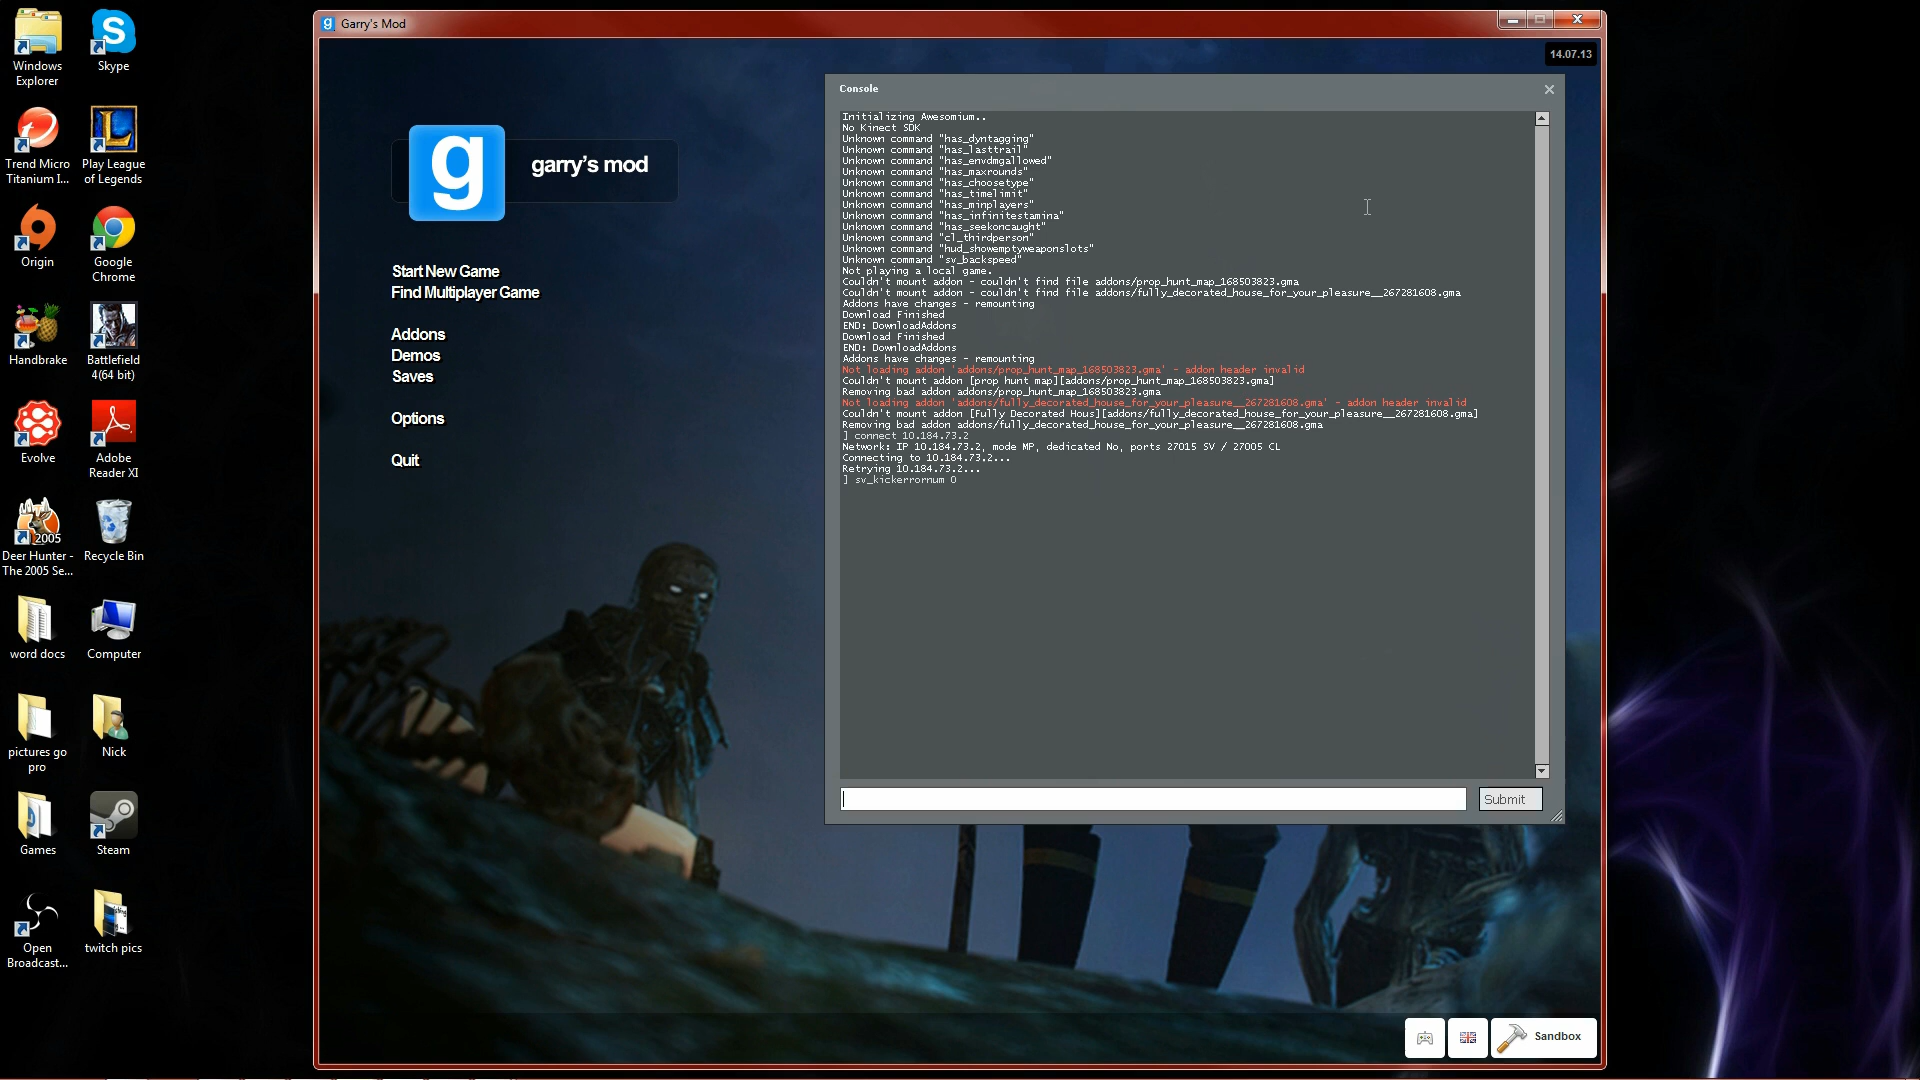 Windows
Explorer
Skype
Trend Micro
Titanium I...
Play League
of Legends
Origin
Google
Chrome
Handbrake
Battlefield
4(64 bit)
Evolve
Adobe
Reader XI
2005
Deer Hunter -
The 2005 Se...
Recycle Bin
word docs
Computer
pictures go
pro
Nick
Games
Steam
Open
Broadcast...
twitch pics
g Garry's Mod
14.07.13
g
garry's mod
Start New Game
Find Multiplayer Game
Addons
Demos
Saves
Options
Quit
Console
Initializing Awesomium..
No Kinect SDK
Unknown command "has_dyntagging"
Unknown command "has_lasttrail"
Unknown command "has_envdmgallowed"
Unknown command "has_maxrounds"
Unknown command "has_choosetype"
Unknown command "has_timelimit"
Unknown command "has_minplayers"
Unknown command "has_infinitestamina"
Unknown command "has_seekoncaught"
Unknown command "cl_thirdperson"
Unknown command "hud_showemptyweaponslots"
Unknown command "sv_backspeed"
Not playing a local game.
Couldn't mount addon - couldn't find file addons/prop_hunt_map_168503823.gma
Couldn't mount addon - couldn't find file addons/fully_decorated_house_for_your_pleasure__267281608.gma
Addons have changes - remounting
Download Finished
END: DownloadAddons
Download Finished
END: DownloadAddons
Addons have changes - remounting
Not loading addon 'addons/prop_hunt_map_168503823.gma' - addon header invalid
Couldn't mount addon [prop hunt map][addons/prop_hunt_map_168503823.gma]
Removing bad addon addons/prop_hunt_map_168503823.gma
Not loading addon 'addons/fully_decorated_house_for_your_pleasure__267281608.gma' - addon header invalid
Couldn't mount addon [Fully Decorated Hous][addons/fully_decorated_house_for_your_pleasure__267281608.gma]
Removing bad addon addons/fully_decorated_house_for_your_pleasure__267281608.gma
] connect 10.184.73.2
Network: IP 10.184.73.2, mode MP, dedicated No, ports 27015 SV / 27005 CL
Connecting to 10.184.73.2...
Retrying 10.184.73.2...
] sv_kickerrornum 0
Submit
Sandbox